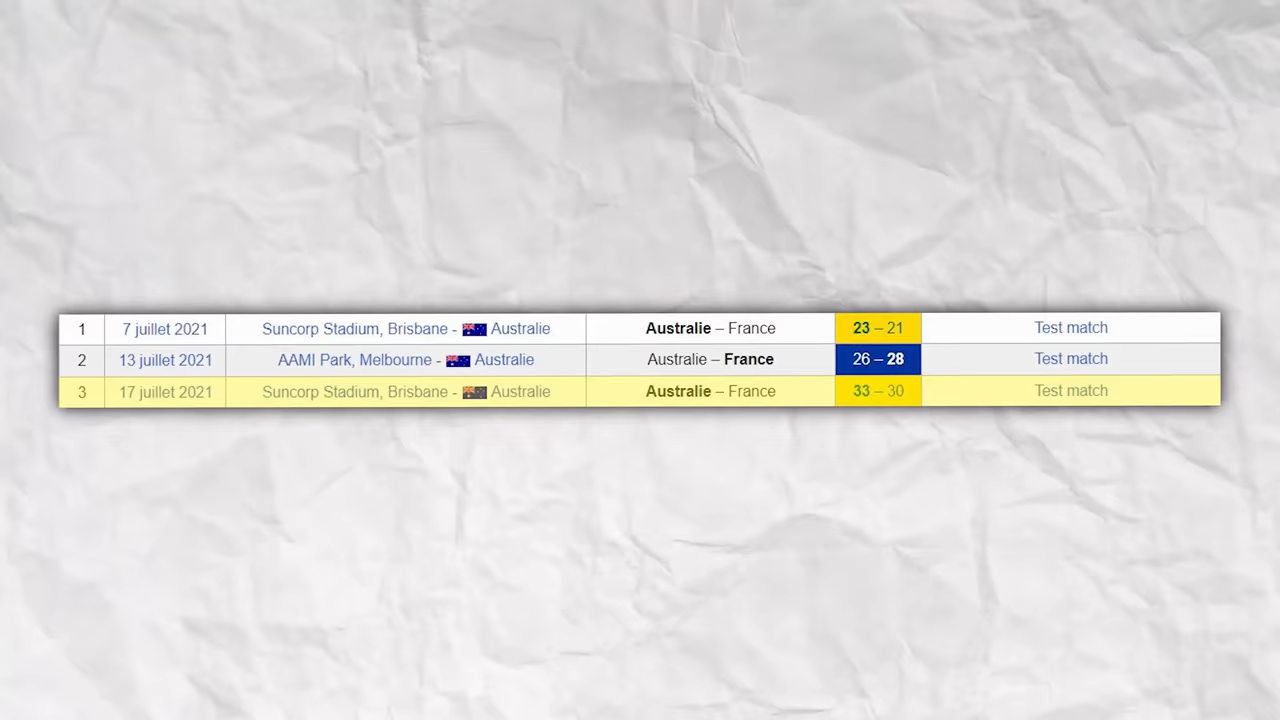 1 7 juillet 2021 Suncorp Stadium, Brisbane - Australie Australie – France 23 – 21 Test match
2 13 juillet 2021 AAMI Park, Melbourne - Australie Australie – France 26 – 28 Test match
3 17 juillet 2021 Suncorp Stadium, Brisbane - Australie Australie – France 33 – 30 Test match